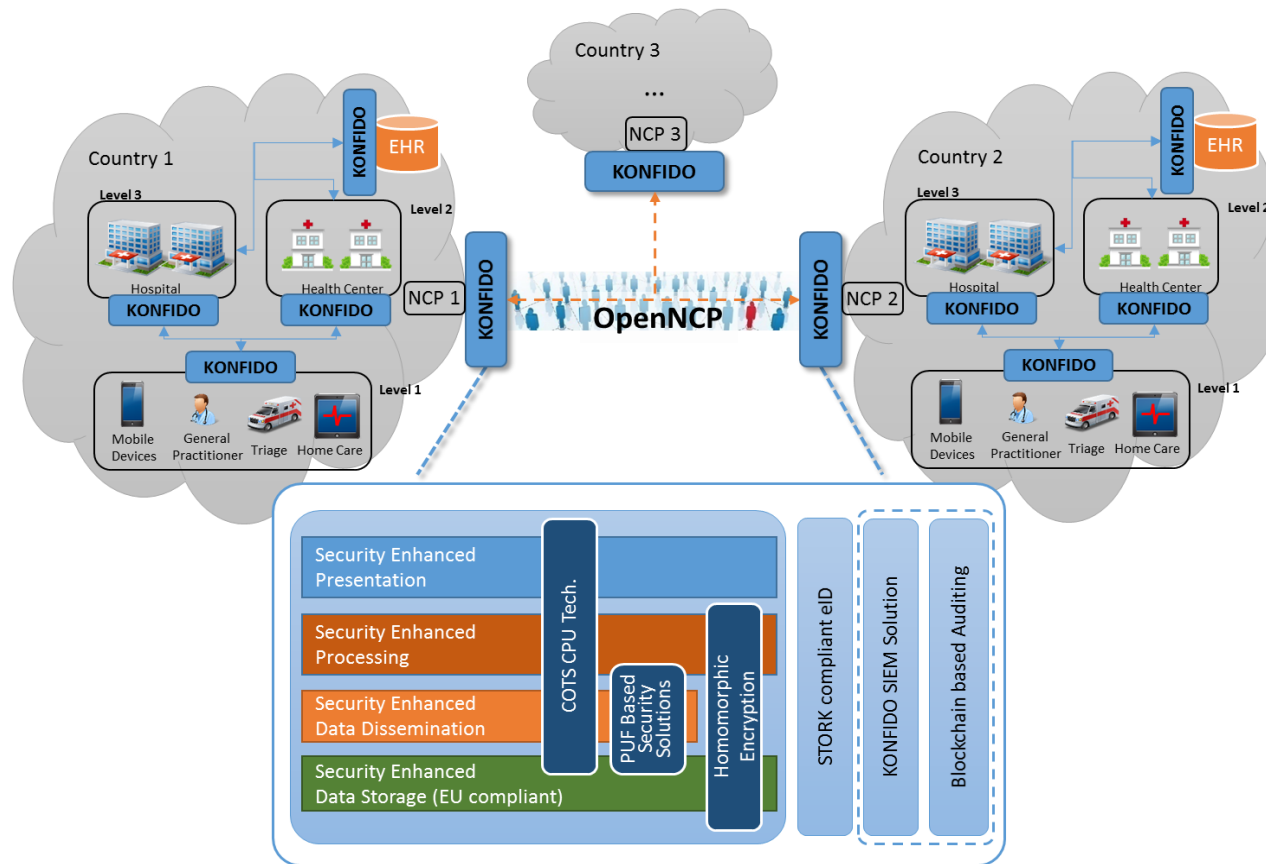 Country 3
...
NCP 3
KONFIDO
Country 1
KONFIDO
EHR
Level 3
Level 2
Hospital
Health Center
KONFIDO
KONFIDO
KONFIDO
Level 1
Mobile
Devices
General
Practitioner
Triage
Home Care
NCP 1
KONFIDO
OpenNCP
KONFIDO
NCP 2
Country 2
KONFIDO
EHR
Level 3
Level 2
Hospital
Health Center
KONFIDO
KONFIDO
KONFIDO
Level 1
Mobile
Devices
General
Practitioner
Triage
Home Care
Security Enhanced
Presentation
Security Enhanced
Processing
Security Enhanced
Data Dissemination
Security Enhanced
Data Storage (EU compliant)
COTS CPU Tech.
PUF Based
Security
Solutions
Homomorphic
Encryption
STORK compliant eID
KONFIDO SIEM Solution
Blockchain based Auditing